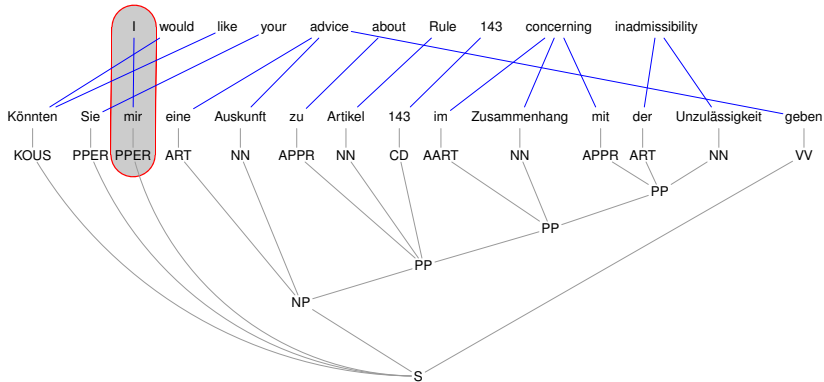 I would like your advice about Rule 143 concerning inadmissibility
Könnten Sie mir eine Auskunft zu Artikel 143 im Zusammenhang mit der Unzulässigkeit geben
KOUS PPER PPER ART NN APPR NN CD AART NN APPR ART NN VV
PP
PP
PP
NP
S